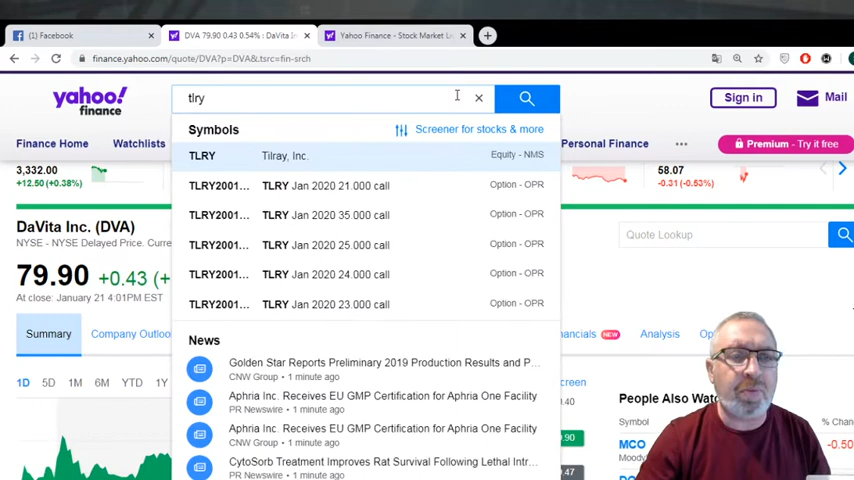 (1) Facebook
DVA 79.90 0.43 0.54% : DaVita In
Yahoo Finance - Stock Market L
finance.yahoo.com/quote/DVA?p=DVA&.tsrc=fin-srch
yahoo!
finance
tlry
Sign in
Mail
Symbols
Screener for stocks & more
Finance Home
Watchlists
Personal Finance
Premium - Try it free
TLRY Tilray, Inc. Equity - NMS
3,332.00
+12.50 (+0.38%)
58.07
-0.31 (-0.53%)
TLRY2001... TLRY Jan 2020 21.000 call Option - OPR
TLRY2001... TLRY Jan 2020 35.000 call Option - OPR
TLRY2001... TLRY Jan 2020 25.000 call Option - OPR
TLRY2001... TLRY Jan 2020 24.000 call Option - OPR
TLRY2001... TLRY Jan 2020 23.000 call Option - OPR
DaVita Inc. (DVA)
NYSE - NYSE Delayed Price. Curre
Quote Lookup
79.90 +0.43 (+
At close: January 21 4:01PM EST
Summary
Company Outloo
nancials NEW
Analysis
Op
News
Golden Star Reports Preliminary 2019 Production Results and P...
CNW Group • 1 minute ago
Aphria Inc. Receives EU GMP Certification for Aphria One Facility
PR Newswire • 1 minute ago
Aphria Inc. Receives EU GMP Certification for Aphria One Facility
CNW Group • 1 minute ago
CytoSorb Treatment Improves Rat Survival Following Lethal Intr...
PR Newswire • 1 minute ago
1D 5D 1M 6M YTD 1Y
creen
People Also Wat
Symbol
% Chan
0.90
MCO
-0.50
Moody
0.47